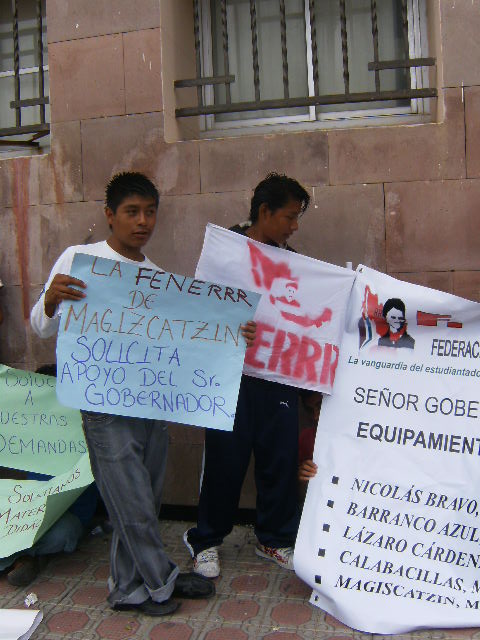 LA FENERRR
DE
MAGIZCATZIN
SOLICITA
APOYO DEL Sr.
GOBERNADOR.
A
DEMANDAS
ERRR
FEDERAC
La vanguardia del estudiantado
SEÑOR GOBE
EQUIPAMIENT
NICOLÁS BRAVO,
BARRANCO AZUL
LÁZARO CÁRDEN
CALABACILLAS, M
MAGISCATZIN, M